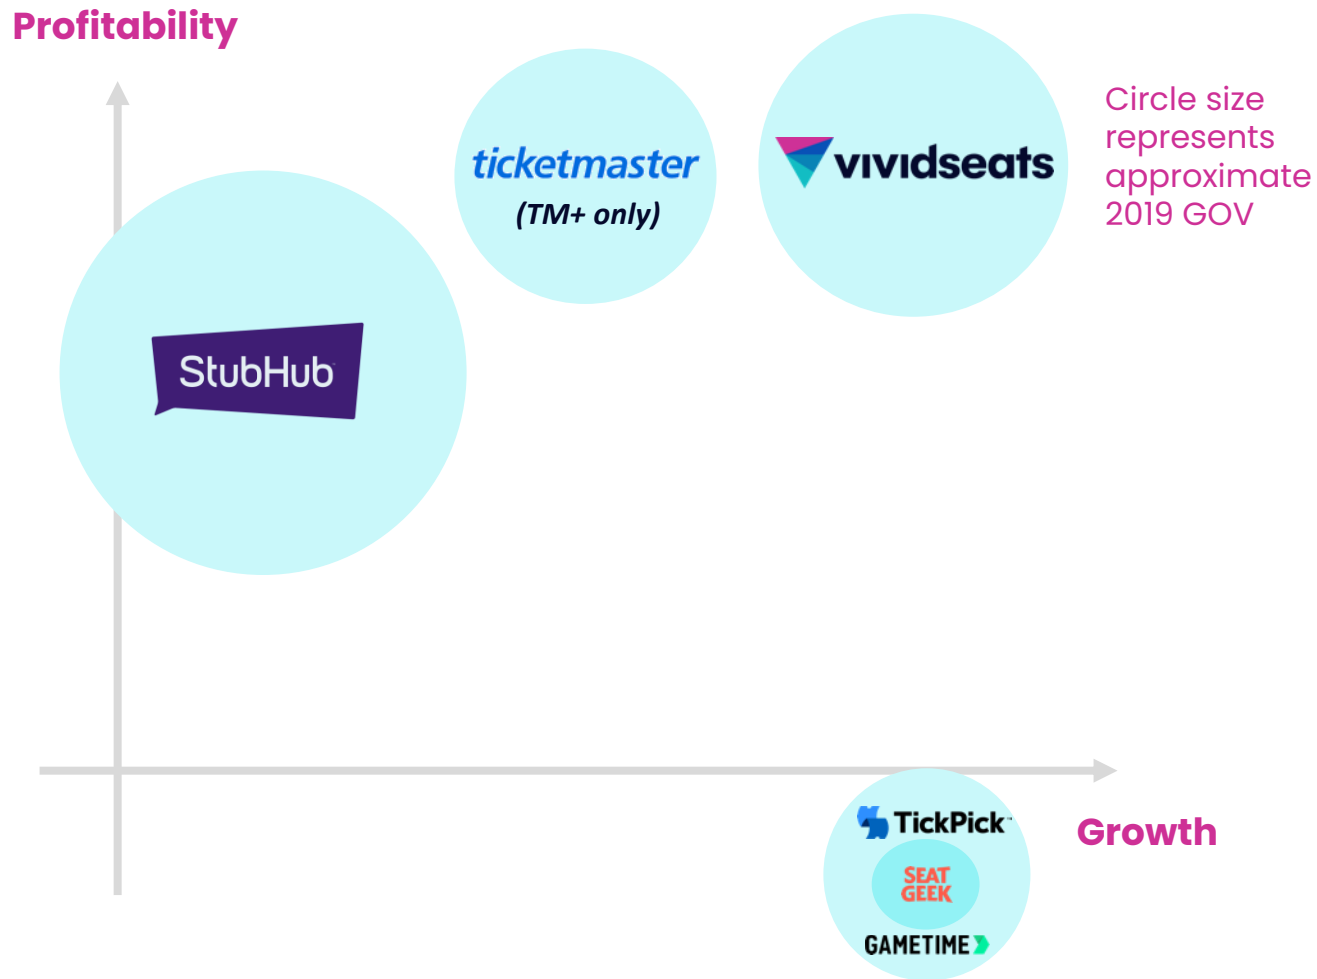 Profitability
Circle size
represents
approximate
2019 GOV
ticketmaster
(TM+ only)
vividseats
StubHub
TickPick
SEAT
GEEK
GAMETIME
Growth